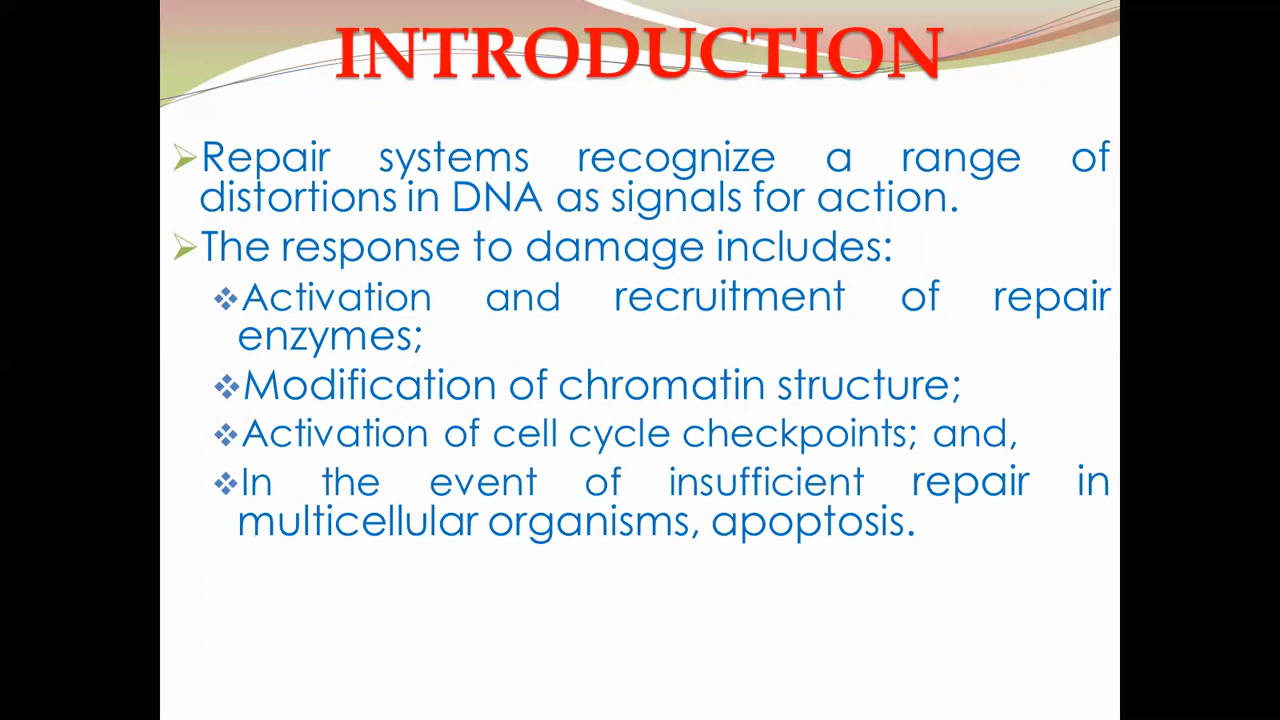 INTRODUCTION
Repair systems recognize a range of
distortions in DNA as signals for action.
The response to damage includes:
Activation and recruitment of repair
enzymes;
Modification of chromatin structure;
Activation of cell cycle checkpoints; and,
In the event of insufficient repair in
multicellular organisms, apoptosis.